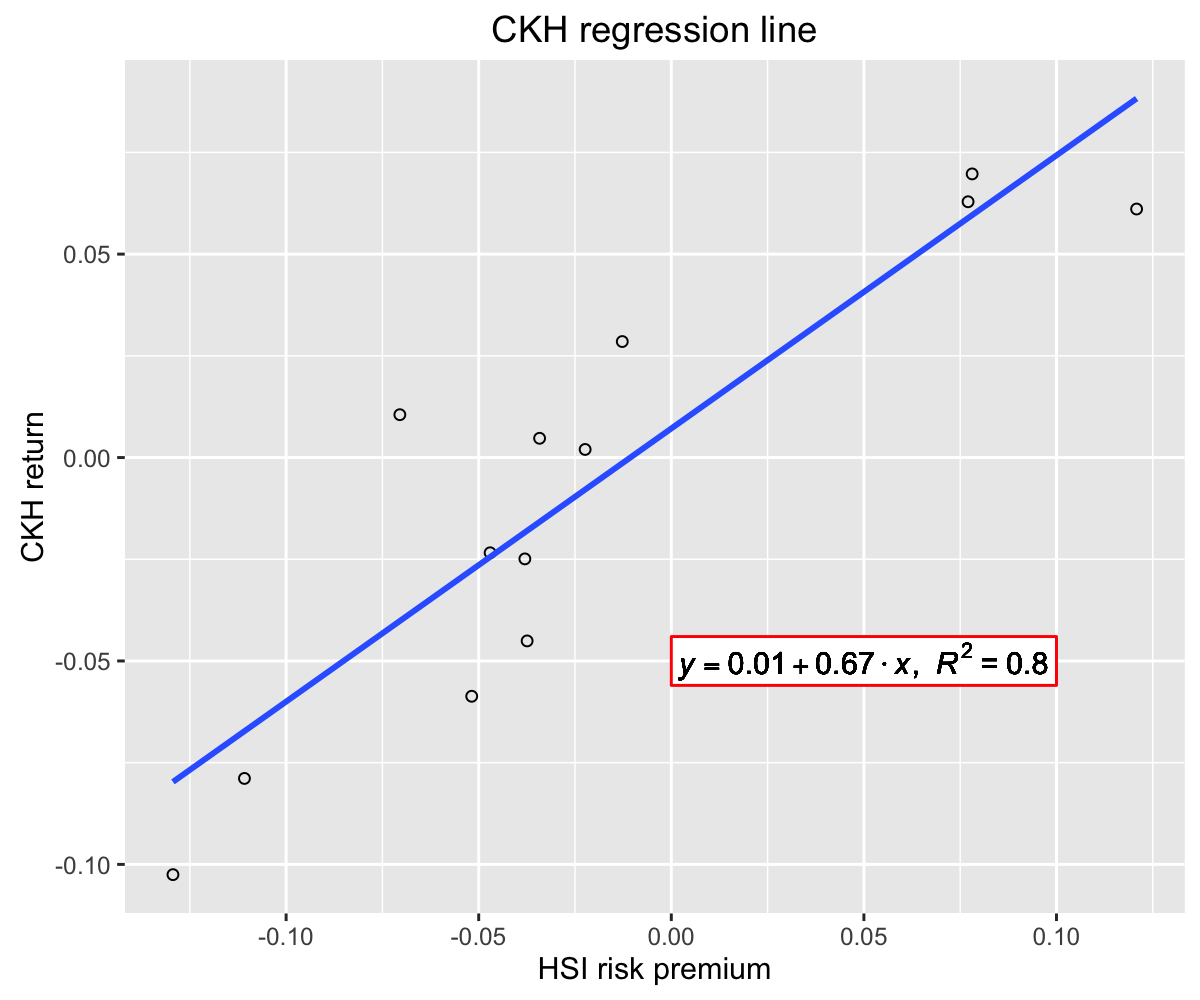 CKH regression line
CKH return
0.05
0.00
-0.05
-0.10
y = 0.01 + 0.67 · x, R² = 0.8
-0.10 -0.05 0.00 0.05 0.10
HSI risk premium